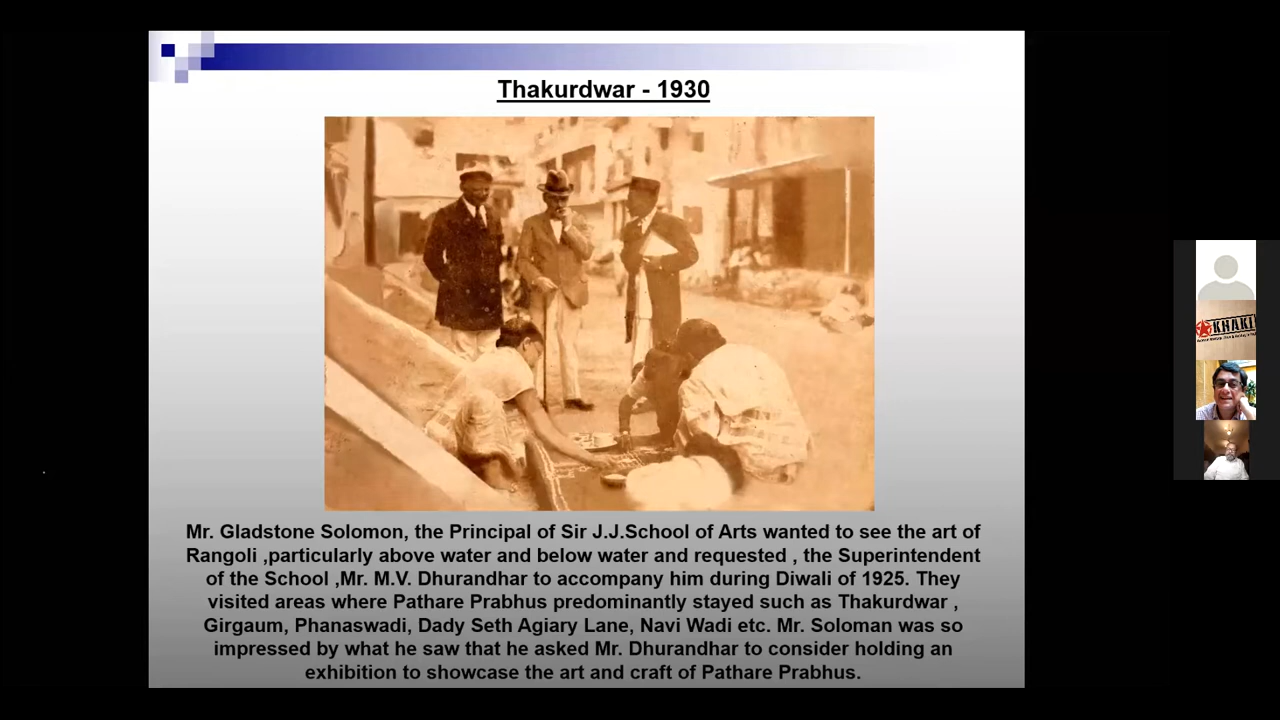 Thakurdwar - 1930
Mr. Gladstone Solomon, the Principal of Sir J.J.School of Arts wanted to see the art of
Rangoli ,particularly above water and below water and requested , the Superintendent
of the School ,Mr. M.V. Dhurandhar to accompany him during Diwali of 1925. They
visited areas where Pathare Prabhus predominantly stayed such as Thakurdwar ,
Girgaum, Phanaswadi, Dady Seth Agiary Lane, Navi Wadi etc. Mr. Soloman was so
impressed by what he saw that he asked Mr. Dhurandhar to consider holding an
exhibition to showcase the art and craft of Pathare Prabhus.
KHAKI